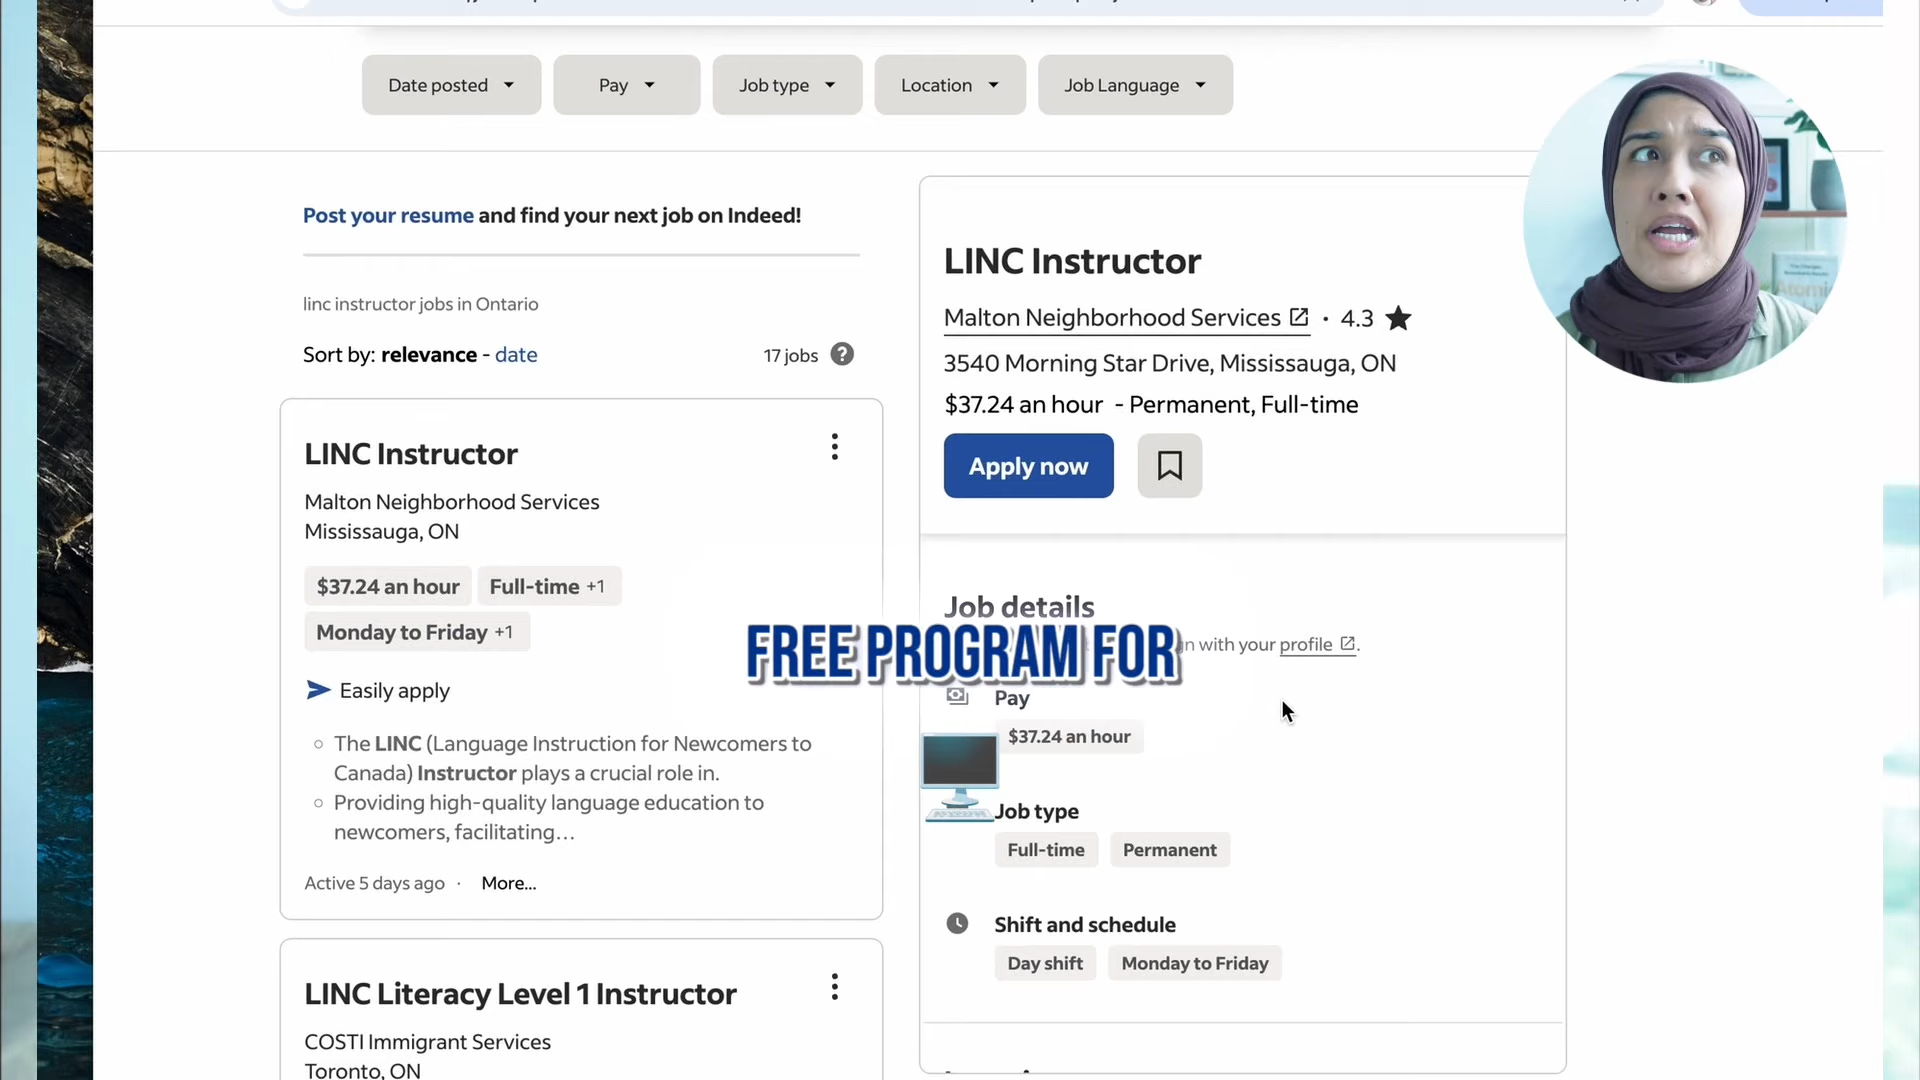 Date posted
Pay
Job type
Location
Job Language
Post your resume and find your next job on Indeed!
linc instructor jobs in Ontario
Sort by: relevance - date
17 jobs
LINC Instructor
Malton Neighborhood Services
Mississauga, ON
$37.24 an hour
Full-time +1
Monday to Friday +1
Easily apply
The LINC (Language Instruction for Newcomers to
Canada) Instructor plays a crucial role in.
Providing high-quality language education to
newcomers, facilitating…
Active 5 days ago · More...
LINC Literacy Level 1 Instructor
COSTI Immigrant Services
Toronto, ON
LINC Instructor
Malton Neighborhood Services · 4.3
3540 Morning Star Drive, Mississauga, ON
$37.24 an hour - Permanent, Full-time
Apply now
Job details
with your profile.
FREE PROGRAM FOR
Pay
$37.24 an hour
Job type
Full-time
Permanent
Shift and schedule
Day shift
Monday to Friday
Atomic